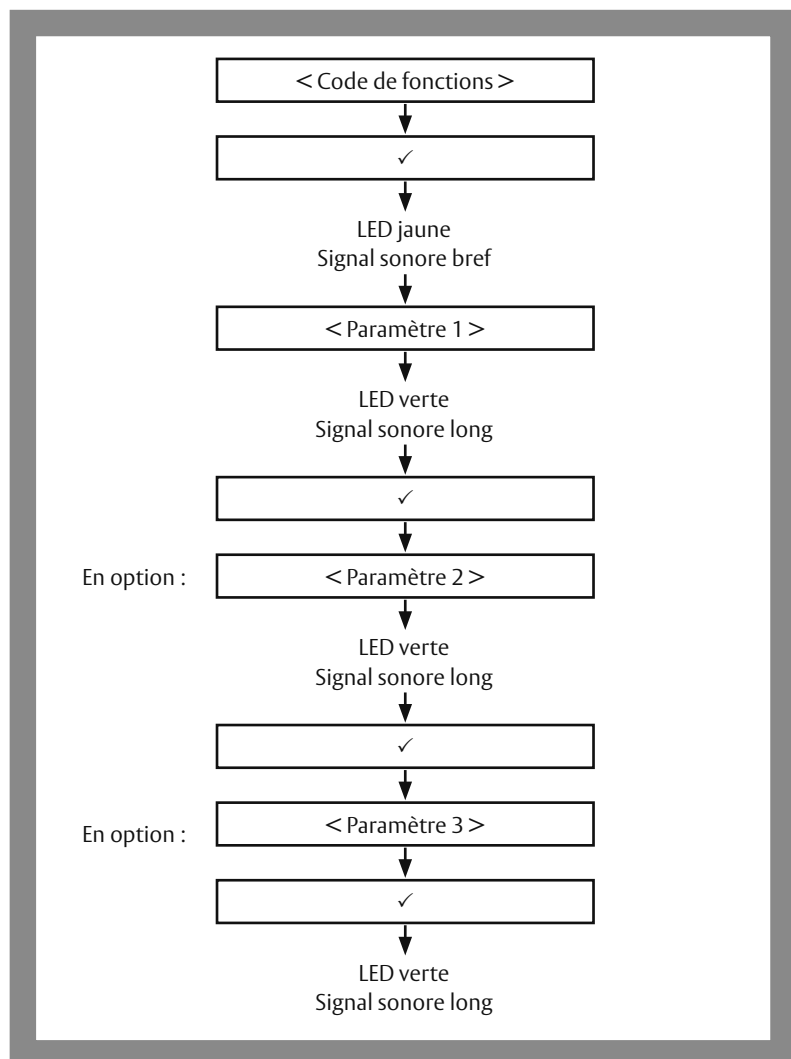 < Code de fonctions >
✓
LED jaune
Signal sonore bref
< Paramètre 1 >
LED verte
Signal sonore long
✓
En option :
< Paramètre 2 >
LED verte
Signal sonore long
✓
En option :
< Paramètre 3 >
✓
LED verte
Signal sonore long